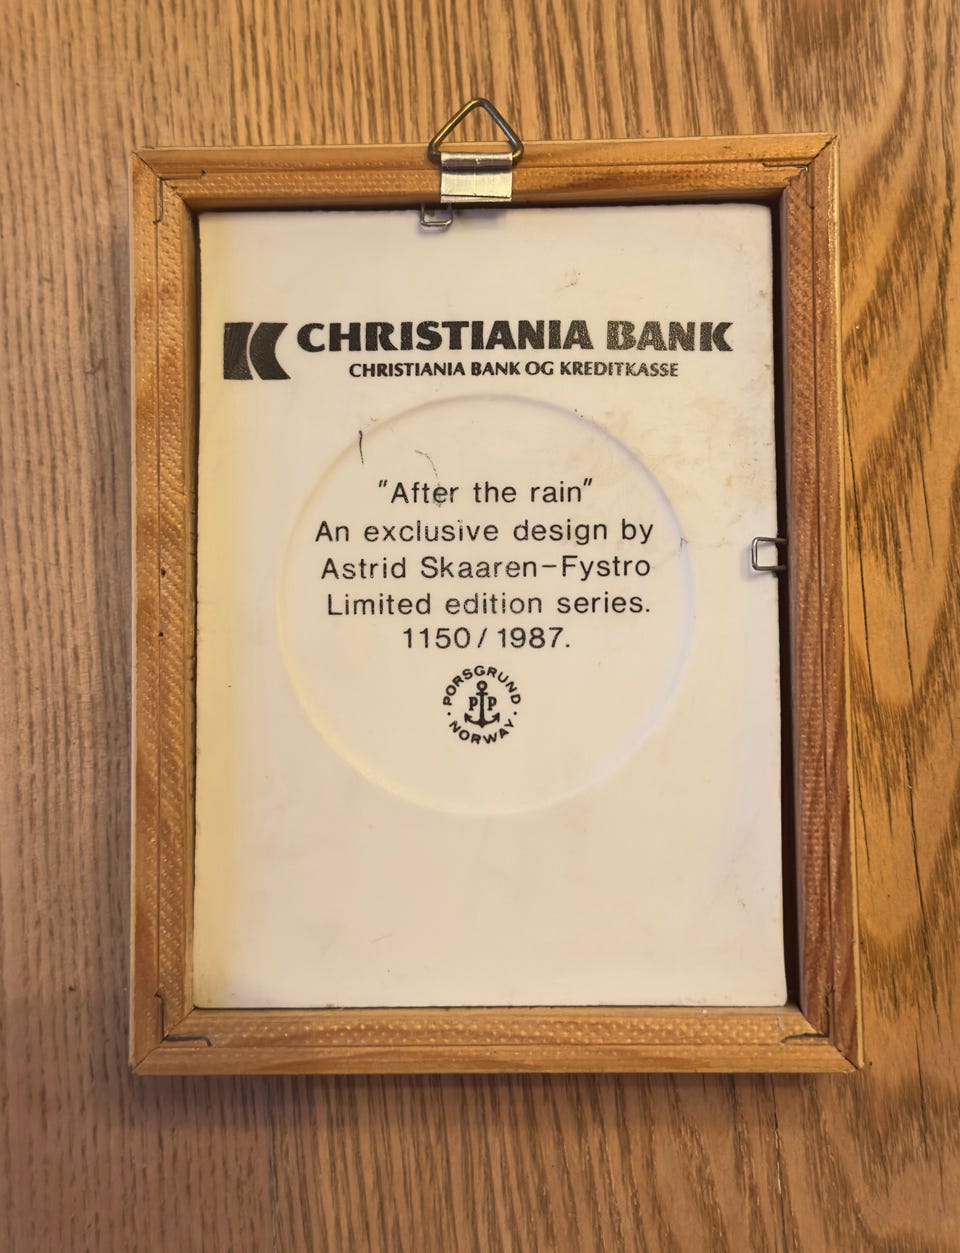 CHRISTIANIA BANK
CHRISTIANIA BANK OG KREDITKASSE
"After the rain"
An exclusive design by
Astrid Skaaren-Fystro
Limited edition series.
1150/1987.
PORSGRUND
PP
NORWAY